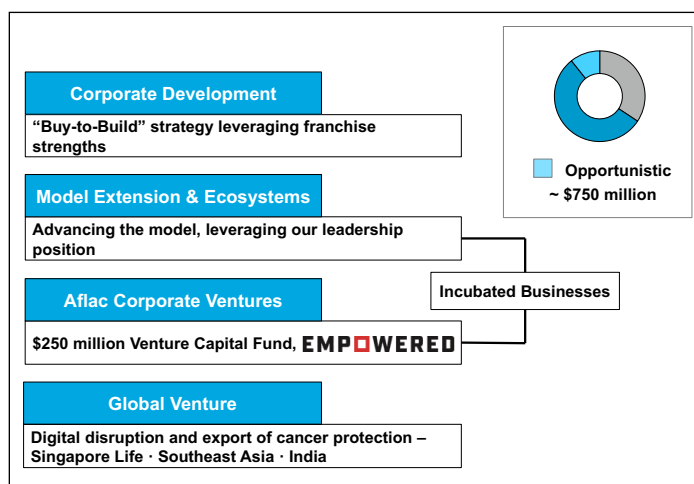 Corporate Development
“Buy-to-Build” strategy leveraging franchise
strengths
Model Extension & Ecosystems
Advancing the model, leveraging our leadership
position
Aflac Corporate Ventures
$250 million Venture Capital Fund, EMPOWERED
Global Venture
Digital disruption and export of cancer protection –
Singapore Life · Southeast Asia · India
Incubated Businesses
Opportunistic
~ $750 million